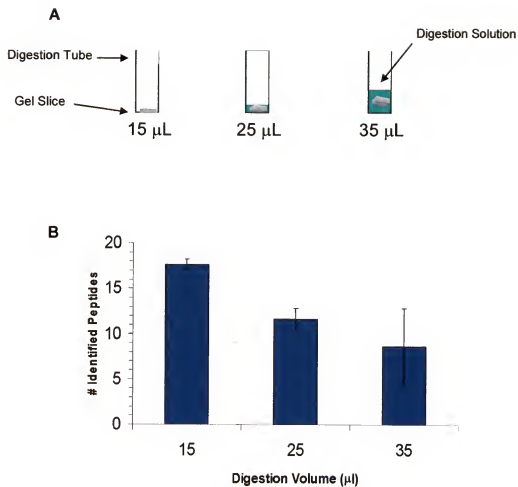 A
Digestion Solution
Digestion Tube
Gel Slice
15 µL
25 µL
35 µL
B
20
15
10
5
0
# Identified Peptides
15
25
35
Digestion Volume (µl)